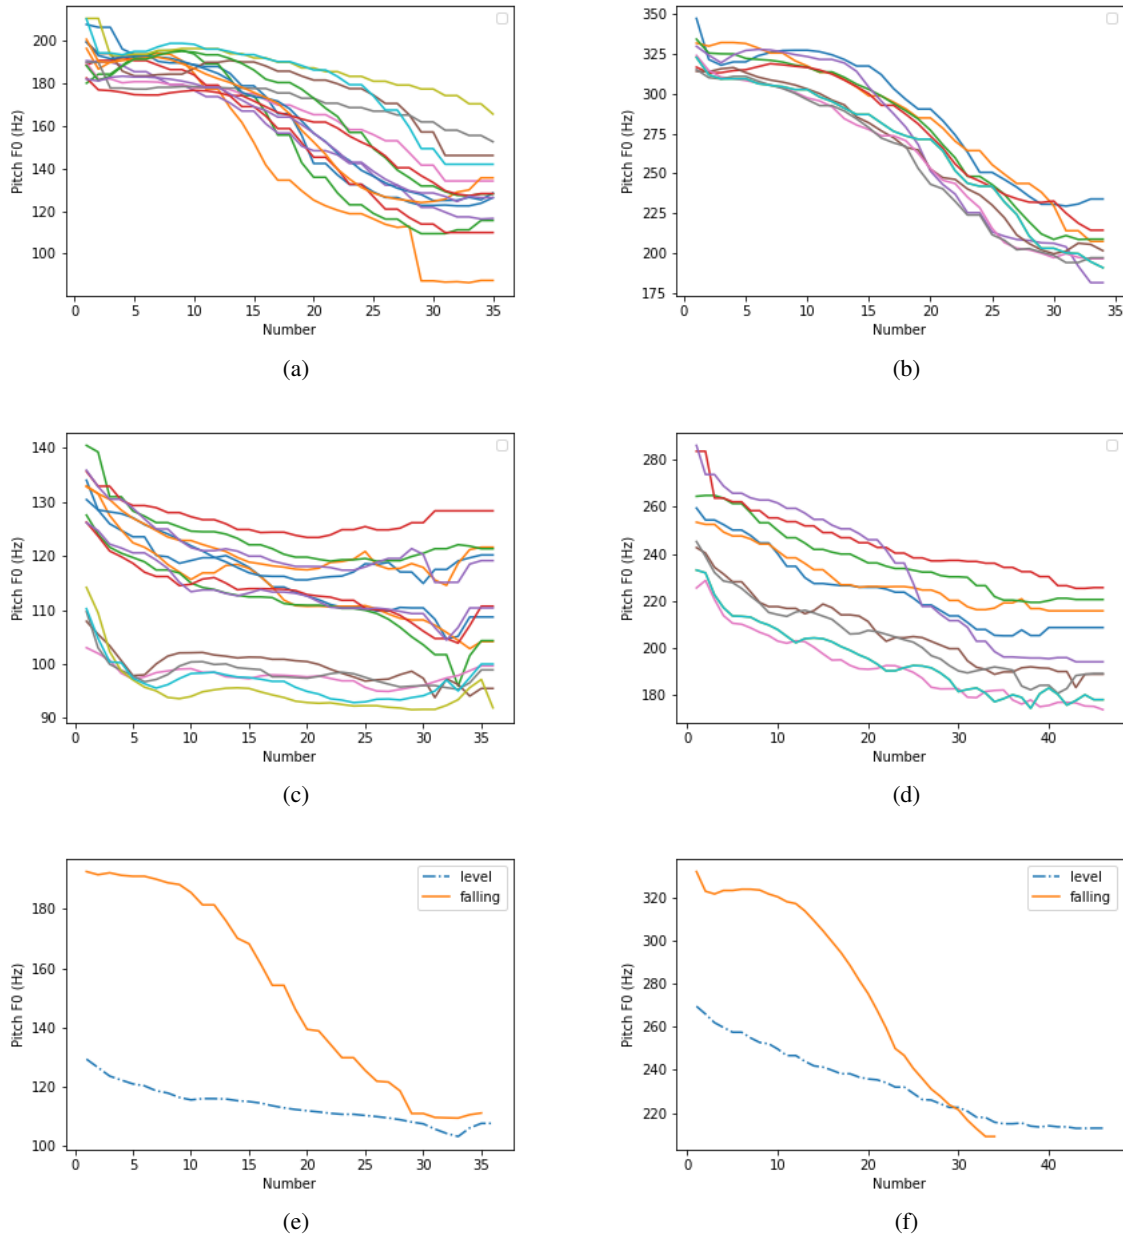 200
180
160
140
120
100
Pitch F0 (Hz)
0 5 10 15 20 25 30 35
Number
(a)
350
325
300
275
250
225
200
175
Pitch F0 (Hz)
0 5 10 15 20 25 30 35
Number
(b)
140
130
120
110
100
90
Pitch F0 (Hz)
0 5 10 15 20 25 30 35
Number
(c)
280
260
240
220
200
180
Pitch F0 (Hz)
0 10 20 30 40
Number
(d)
level
falling
180
160
140
120
100
Pitch F0 (Hz)
0 5 10 15 20 25 30 35
Number
(e)
level
falling
320
300
280
260
240
220
Pitch F0 (Hz)
0 10 20 30 40
Number
(f)